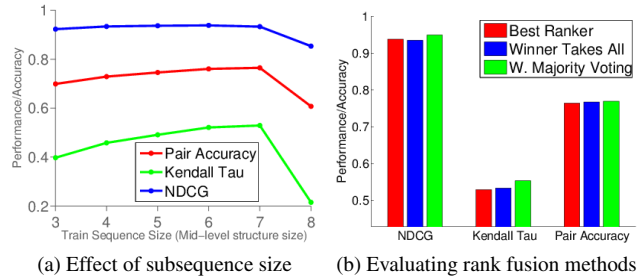 Performance/Accuracy
1
0.8
0.6
0.4
0.2
3
4
5
6
7
8
Train Sequence Size (Mid-level structure size)
Pair Accuracy
Kendall Tau
NDCG
(a) Effect of subsequence size
Performance/Accuracy
0.9
0.8
0.7
0.6
0.5
NDCG
Kendall Tau
Pair Accuracy
Best Ranker
Winner Takes All
W. Majority Voting
(b) Evaluating rank fusion methods